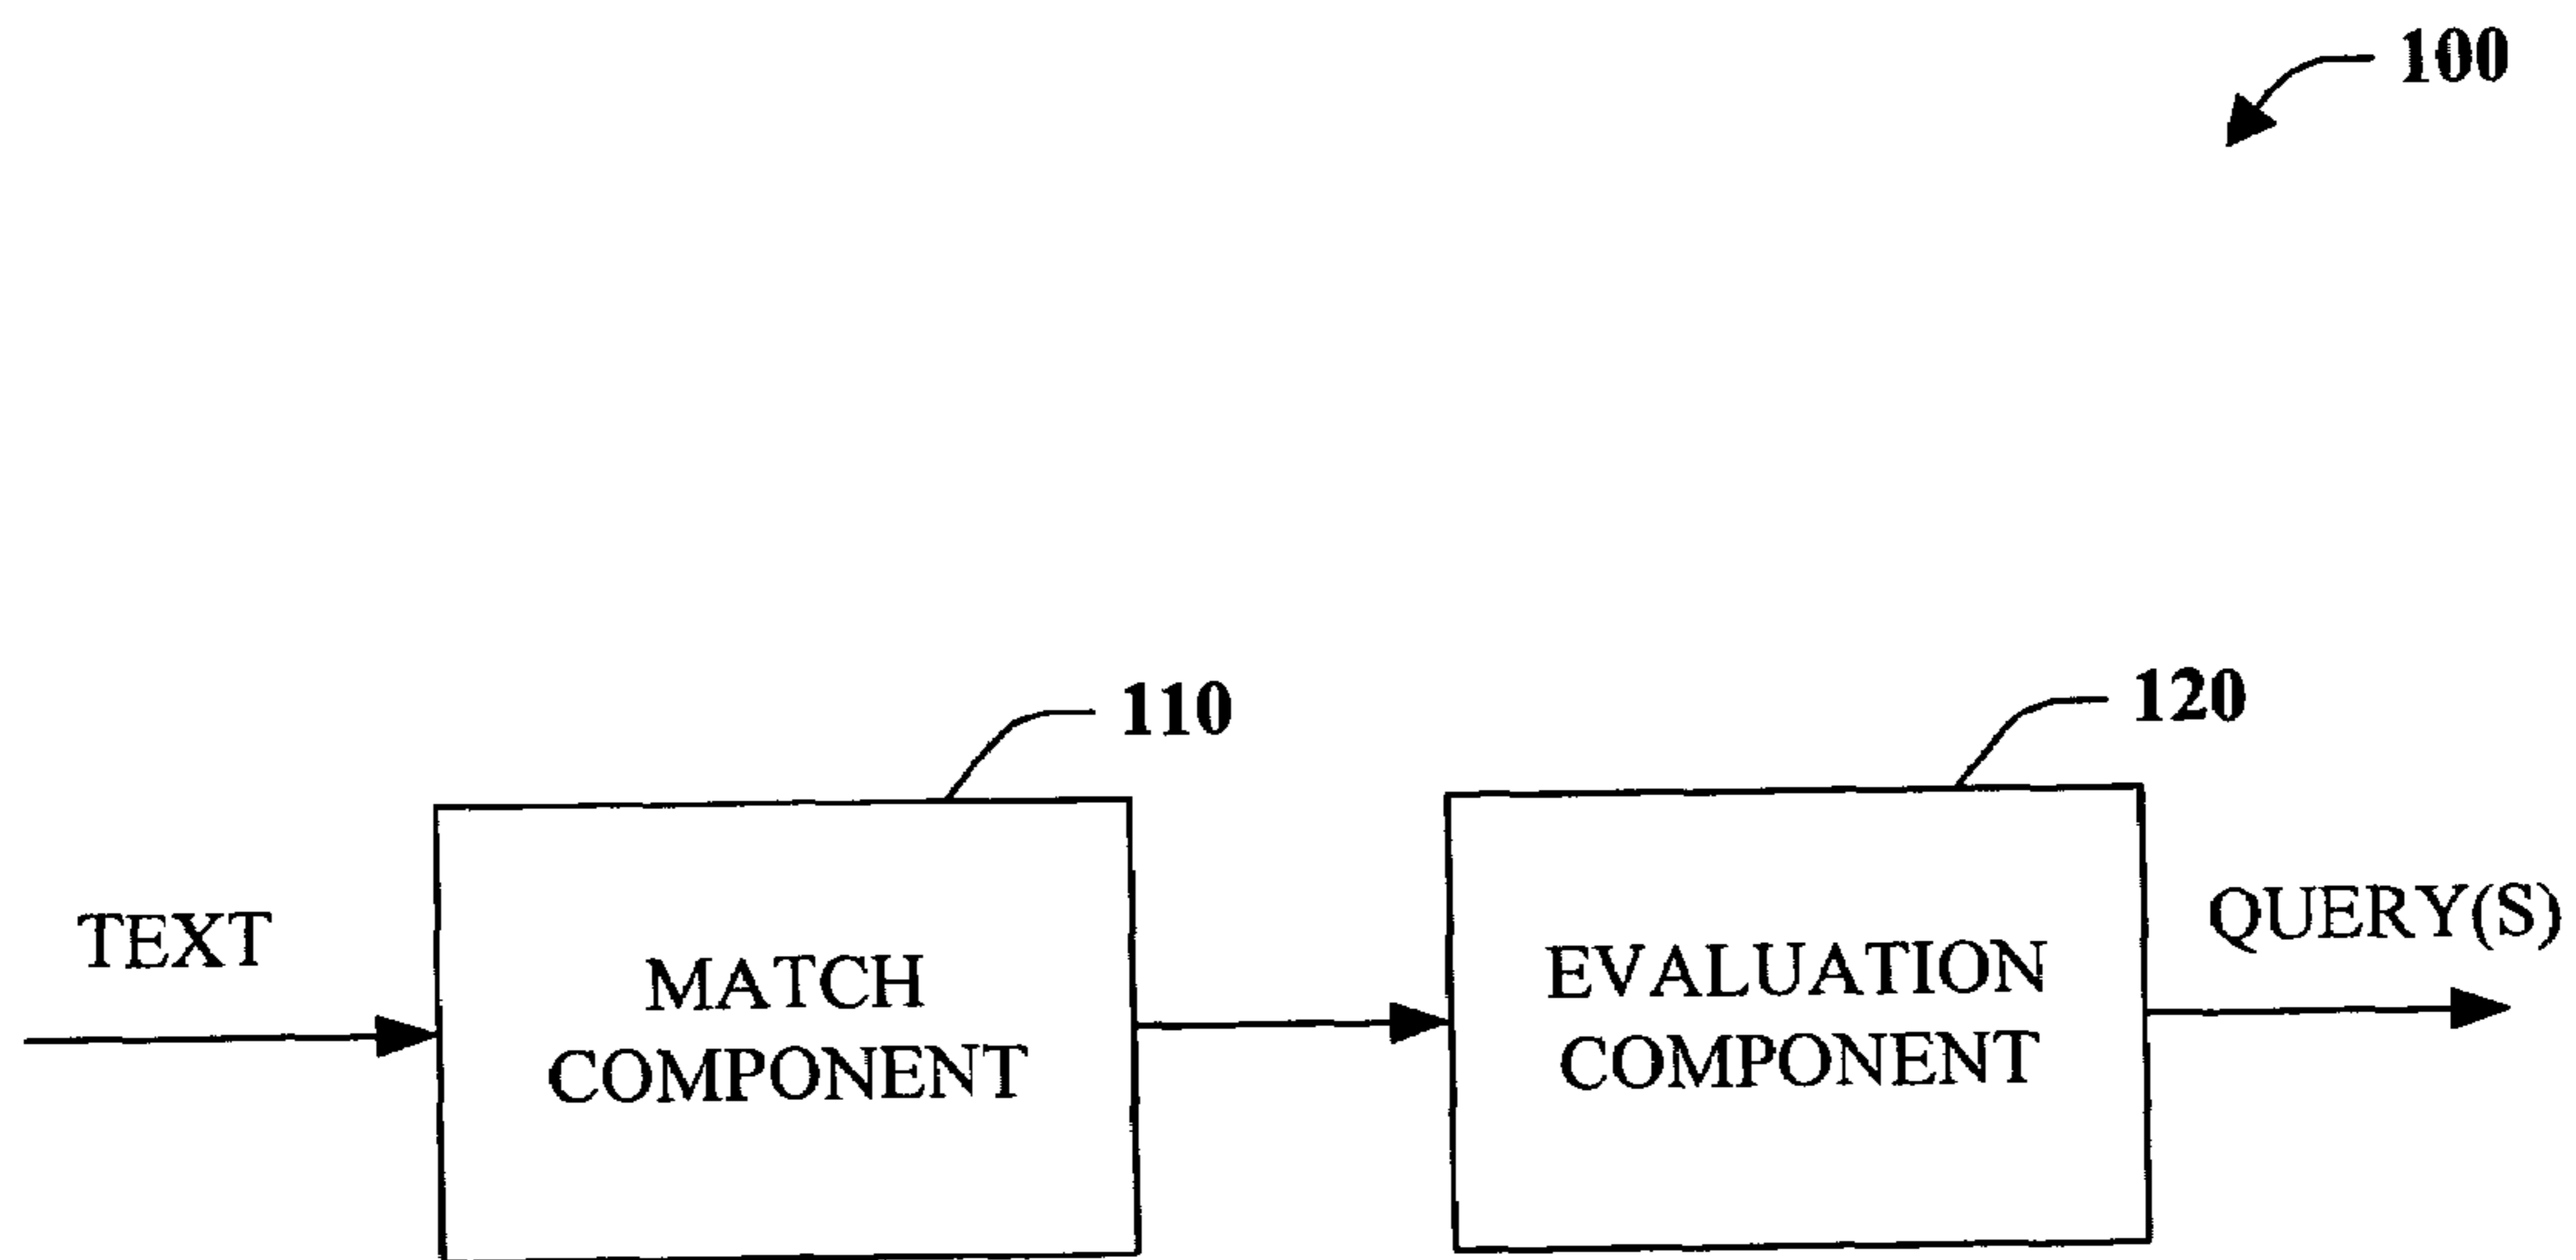 100
110
120
TEXT
MATCH
COMPONENT
EVALUATION
COMPONENT
QUERY(S)